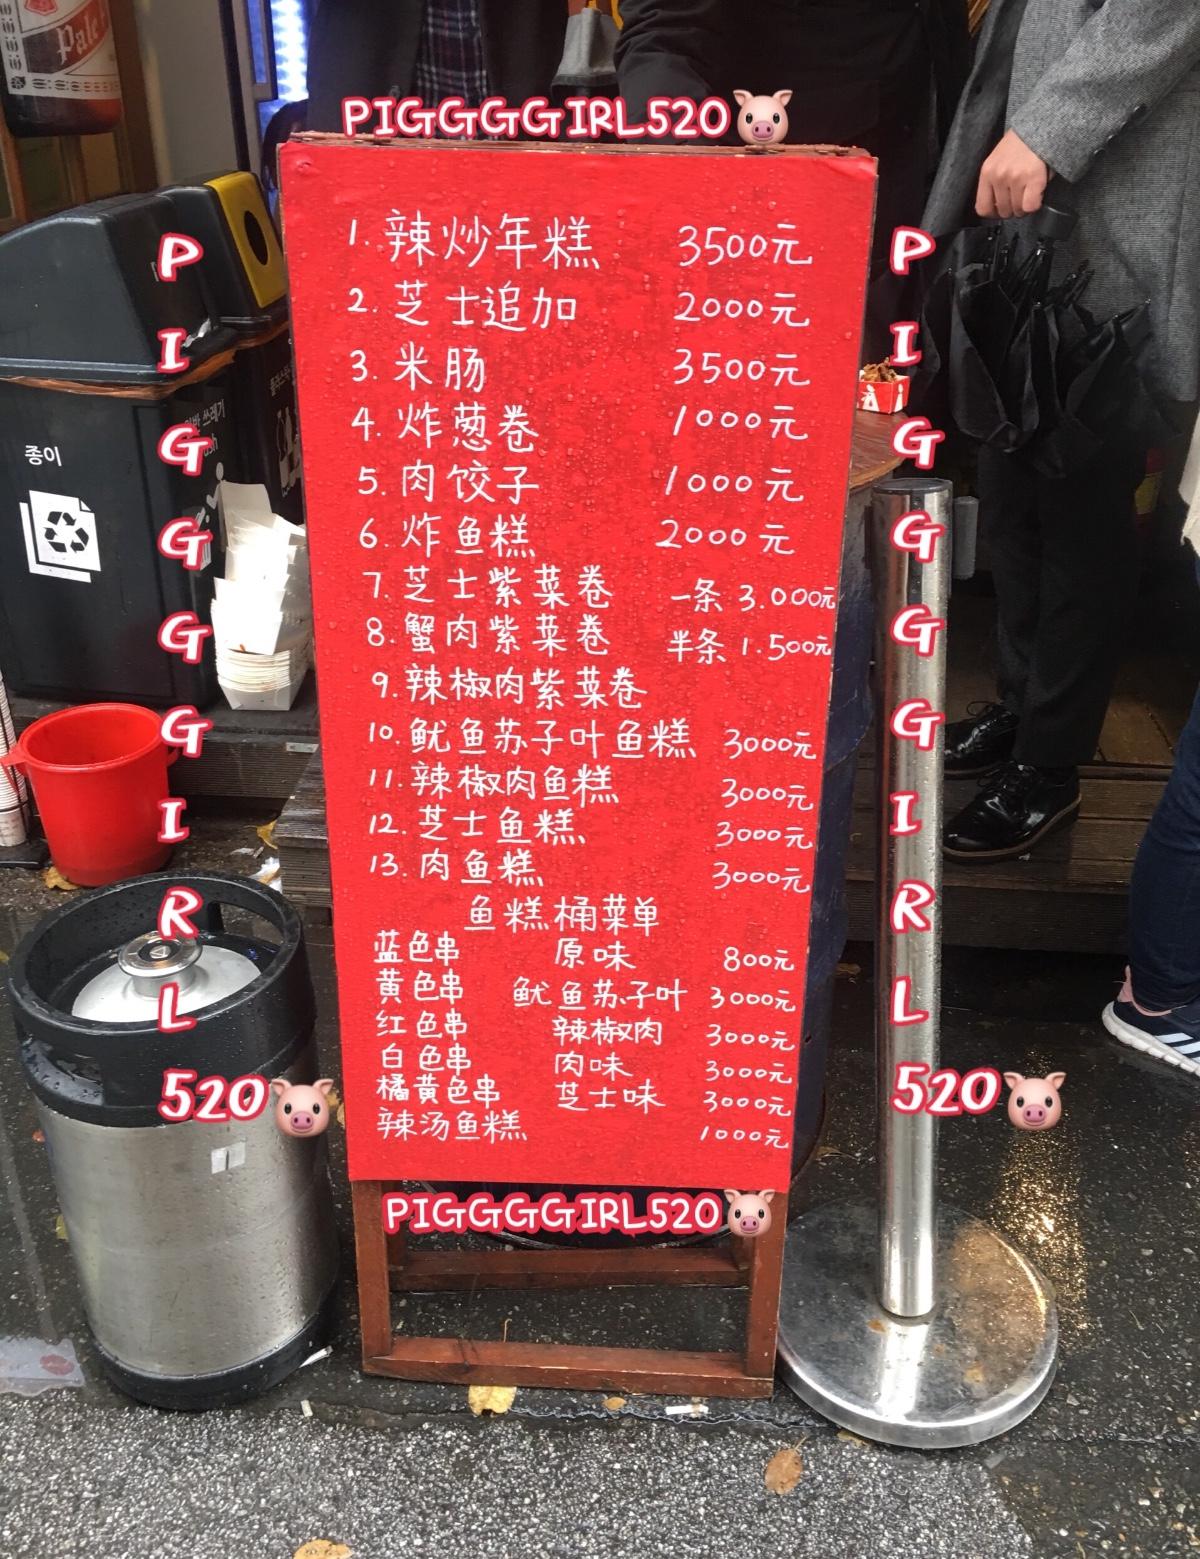 Pale
PIGGGGGIRL520
1. 辣炒年糕 3500元
2. 芝士追加 2000元
3. 米肠 3500元
4. 炸葱卷 1000元
5. 肉饺子 1000元
6. 炸鱼糕 2000元
7. 芝士紫菜卷 一条 3.000元
8. 蟹肉紫菜卷 半条 1.500元
9. 辣椒肉紫菜卷
10. 鱿鱼苏子叶鱼糕 3000元
11. 辣椒肉鱼糕 3000元
12. 芝士鱼糕 3000元
13. 肉鱼糕 3000元
鱼糕桶菜单
蓝色串 原味 800元
黄色串 鱿鱼苏子叶 3000元
红色串 辣椒肉 3000元
白色串 肉味 3000元
橘黄色串 芝士味 3000元
辣汤鱼糕 1000元
PIGGGGGIRL520
PIGGGGIRL520
PIGGGGIRL520
종이
쓰레기